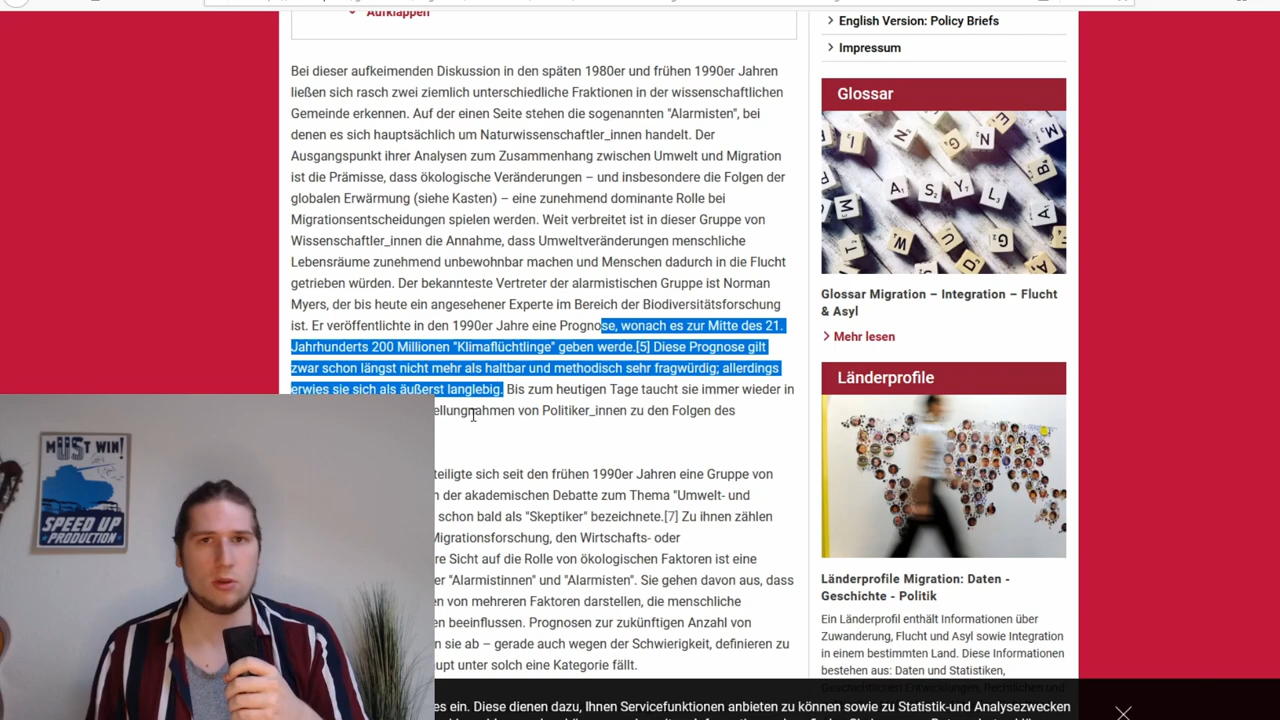 Aufklappen
Bei dieser aufkeimenden Diskussion in den späten 1980er und frühen 1990er Jahren
ließen sich rasch zwei ziemlich unterschiedliche Fraktionen in der wissenschaftlichen
Gemeinde erkennen. Auf der einen Seite stehen die sogenannten "Alarmisten", bei
denen es sich hauptsächlich um Naturwissenschaftler_innen handelt. Der
Ausgangspunkt ihrer Analysen zum Zusammenhang zwischen Umwelt und Migration
ist die Prämisse, dass ökologische Veränderungen – und insbesondere die Folgen der
globalen Erwärmung (siehe Kasten) – eine zunehmend dominante Rolle bei
Migrationsentscheidungen spielen werden. Weit verbreitet ist in dieser Gruppe von
Wissenschaftler_innen die Annahme, dass Umweltveränderungen menschliche
Lebensräume zunehmend unbewohnbar machen und Menschen dadurch in die Flucht
getrieben würden. Der bekannteste Vertreter der alarmistischen Gruppe ist Norman
Myers, der bis heute ein angesehener Experte im Bereich der Biodiversitätsforschung
ist. Er veröffentlichte in den 1990er Jahre eine Prognose, wonach es zur Mitte des 21.
Jahrhunderts 200 Millionen "Klimaflüchtlinge" geben werde.[5] Diese Prognose gilt
zwar schon längst nicht mehr als haltbar und methodisch sehr fragwürdig; allerdings
erwies sie sich als äußerst langlebig. Bis zum heutigen Tage taucht sie immer wieder in
ellungnahmen von Politiker_innen zu den Folgen des
teiligte sich seit den frühen 1990er Jahren eine Gruppe von
n der akademischen Debatte zum Thema "Umwelt- und
schon bald als "Skeptiker" bezeichnete.[7] Zu ihnen zählen
Migrationsforschung, den Wirtschafts- oder
re Sicht auf die Rolle von ökologischen Faktoren ist eine
er "Alarmistinnen" und "Alarmisten". Sie gehen davon aus, dass
en von mehreren Faktoren darstellen, die menschliche
en beeinflussen. Prognosen zur zukünftigen Anzahl von
n sie ab – gerade auch wegen der Schwierigkeit, definieren zu
upt unter solch eine Kategorie fällt.
English Version: Policy Briefs
Impressum
Glossar
I N G N M
A S Y L B
M A
T W U G N
D A
Glossar Migration – Integration – Flucht
& Asyl
Mehr lesen
Länderprofile
Länderprofile Migration: Daten -
Geschichte - Politik
Ein Länderprofil enthält Informationen über
Zuwanderung, Flucht und Asyl sowie Integration
in einem bestimmten Land. Diese Informationen
bestehen aus: Daten und Statistiken,
Geschichtlichen Entwicklungen, Rechtlichen und
MUST WIN!
SPEED UP
PRODUCTION
es ein. Diese dienen dazu, Ihnen Servicefunktionen anbieten zu können sowie zu Statistik-und Analysezwecken